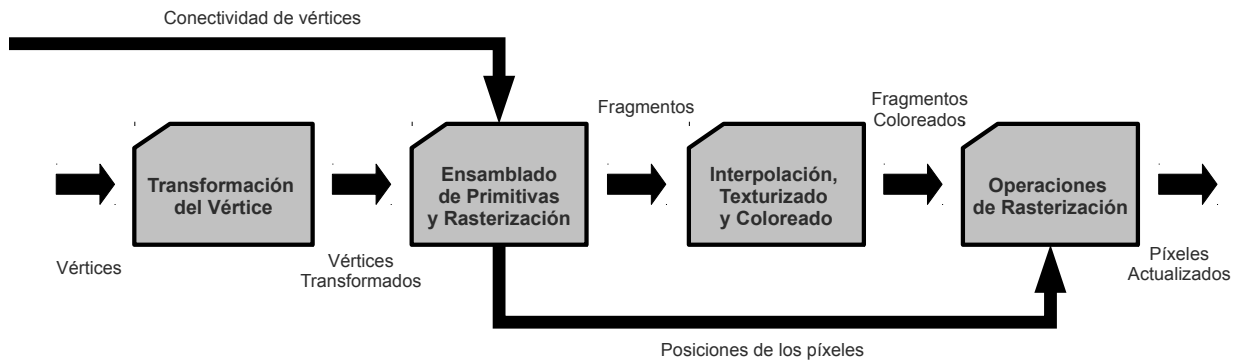 Conectividad de vértices
Fragmentos
Fragmentos
Coloreados
Transformación
del Vértice
Ensamblado
de Primitivas
y Rasterización
Interpolación,
Texturizado
y Coloreado
Operaciones
de Rasterización
Vértices
Vértices
Transformados
Píxeles
Actualizados
Posiciones de los píxeles